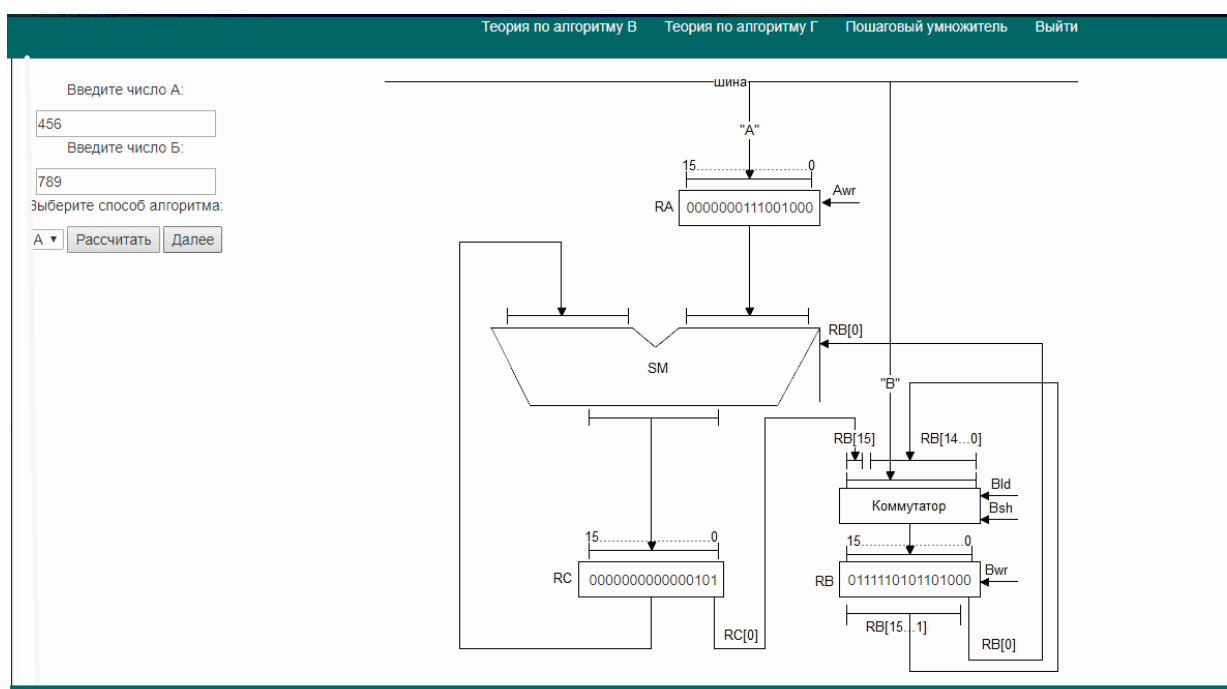 Теория по алгоритму В Теория по алгоритму Г Пошаговый умножитель Выйти
Введите число А:
456
Введите число Б:
789
Выберите способ алгоритма:
А Рассчитать Далее
шина
"A"
15 0
Awr
RA 0000000111001000
RB[0]
SM
"B"
RB[15] RB[14...0]
Bld
Коммутатор Bsh
15 0
RC 0000000000000101
15 0
Bwr
RB 0111110101101000
RC[0]
RB[15...1]
RB[0]